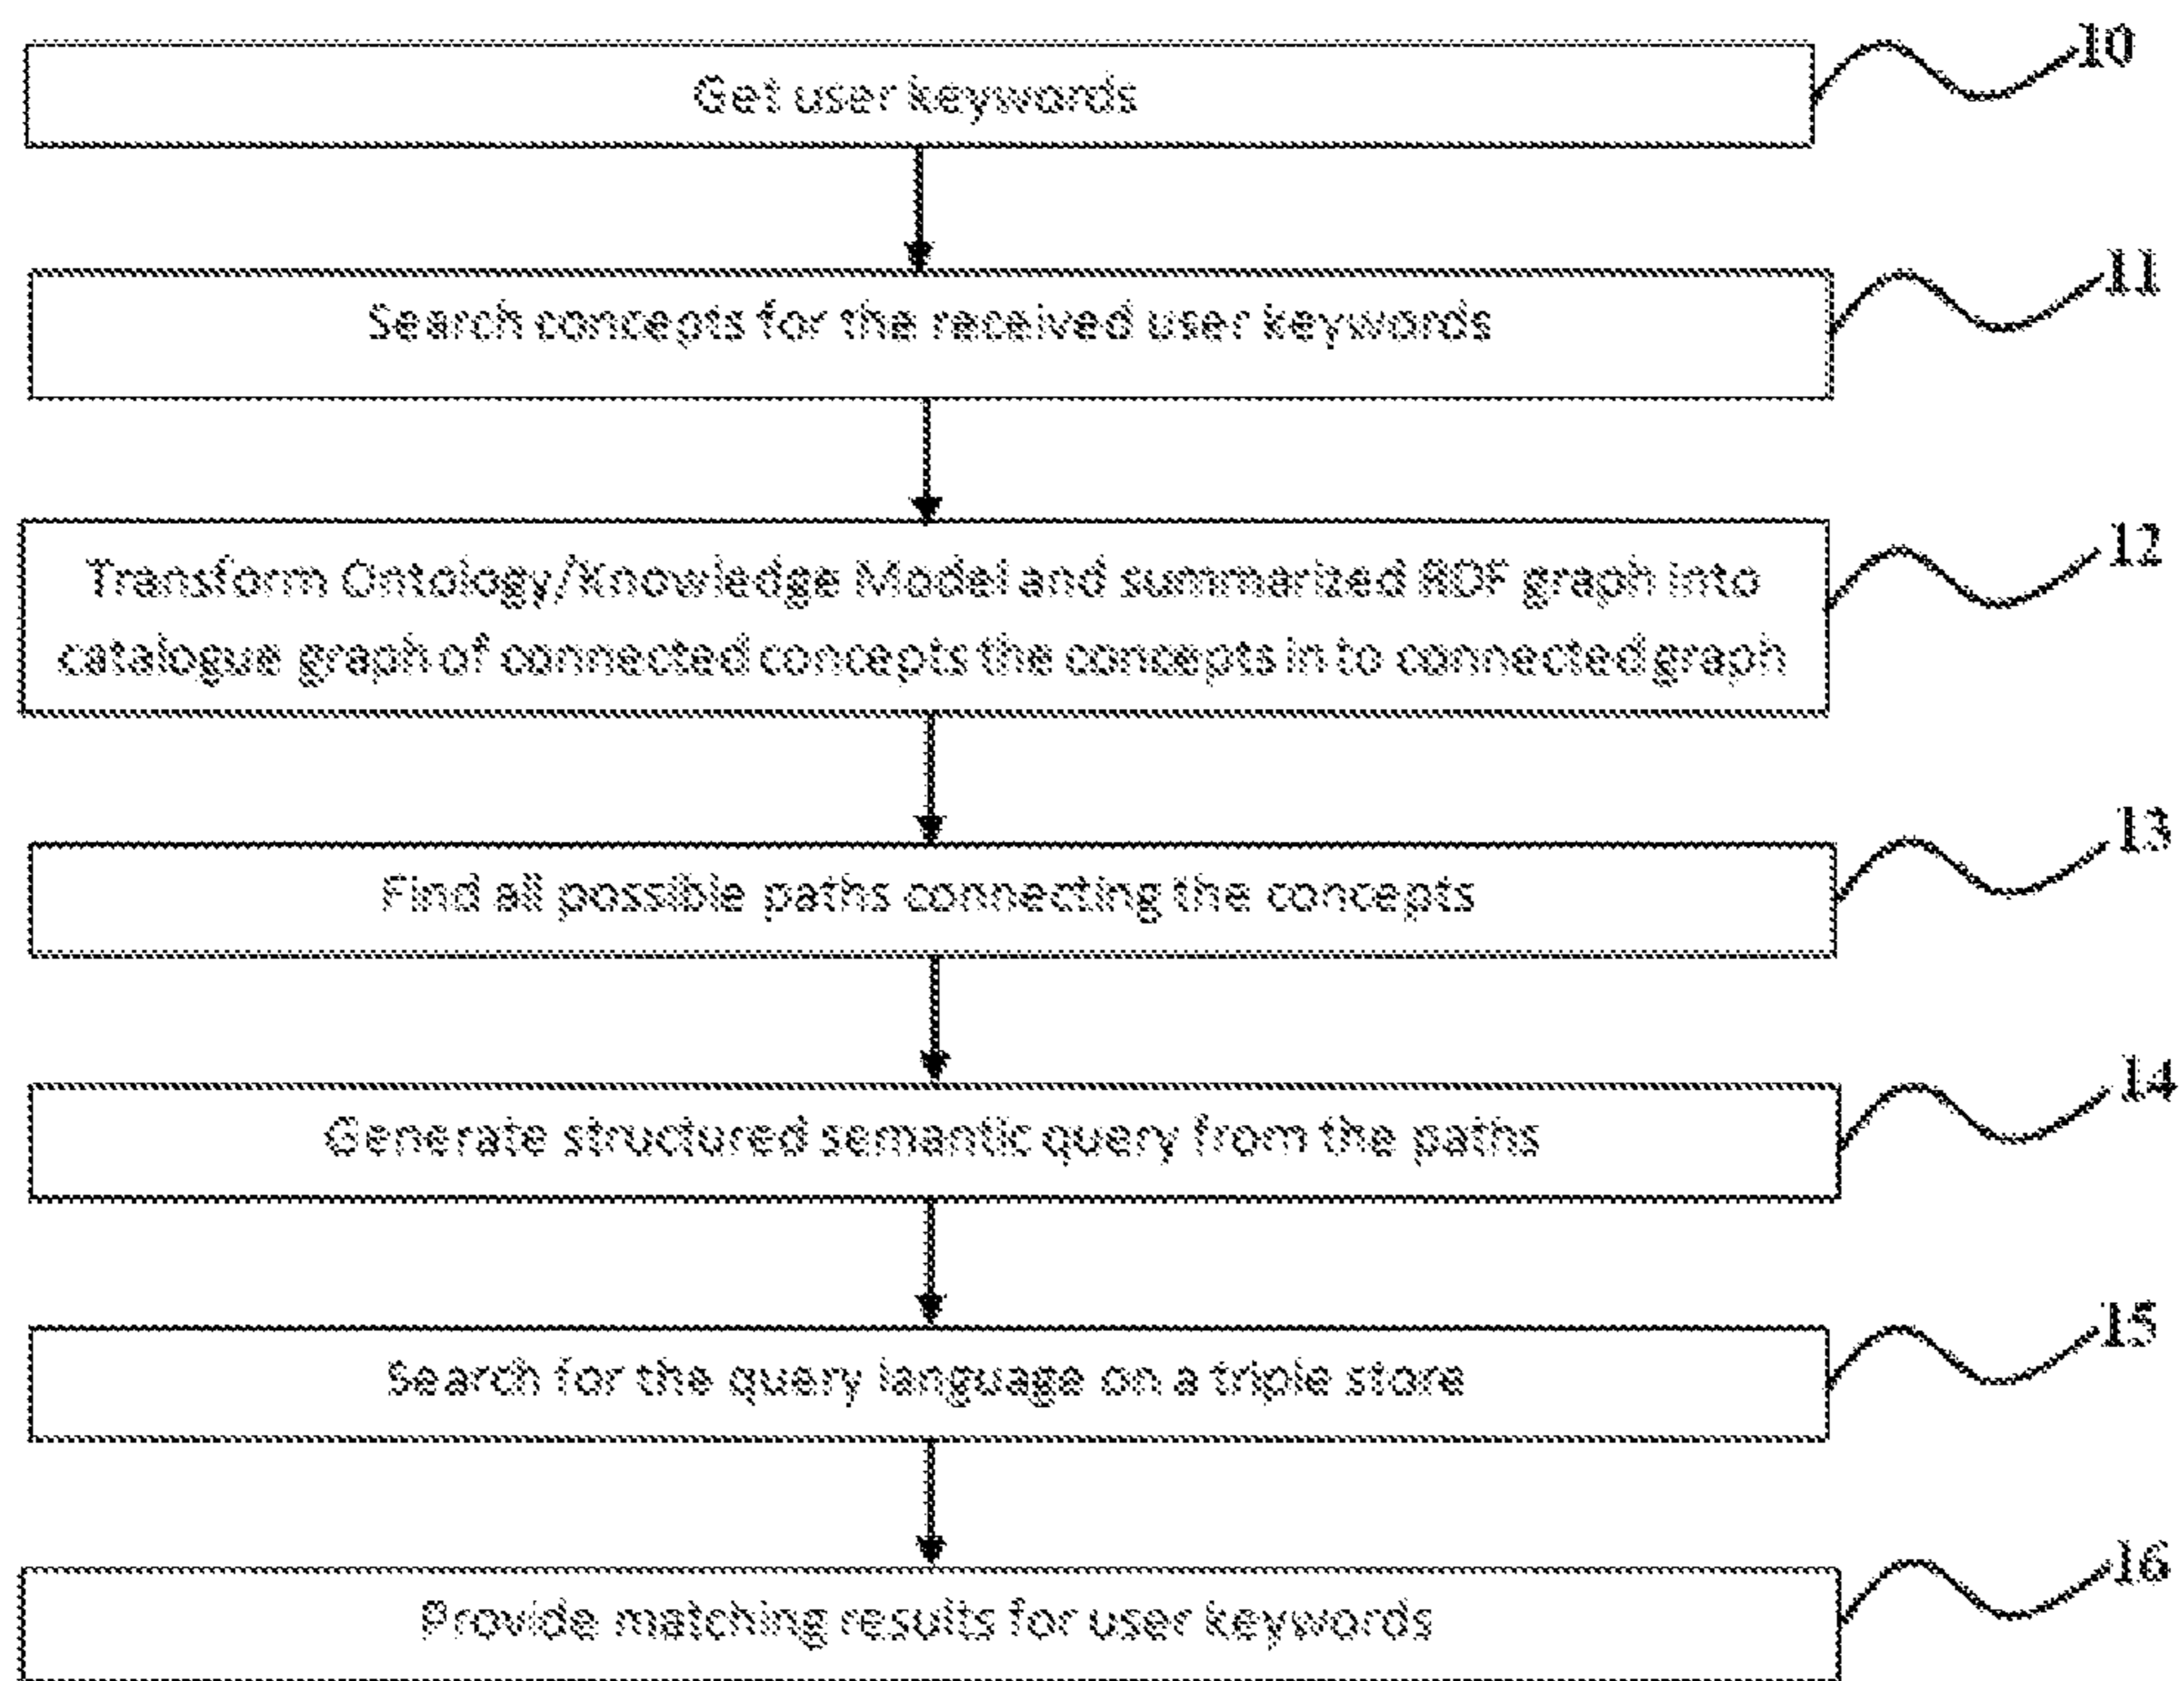 Get user keywords
10
Search concepts for the received user keywords
11
Transform Ontology/Knowledge Model and summarized RDF graph into
catalogue graph of connected concepts the concepts in to connected graph
12
Find all possible paths connecting the concepts
13
Generate structured semantic query from the paths
14
Search for the query language on a triple store
15
Provide matching results for user keywords
16